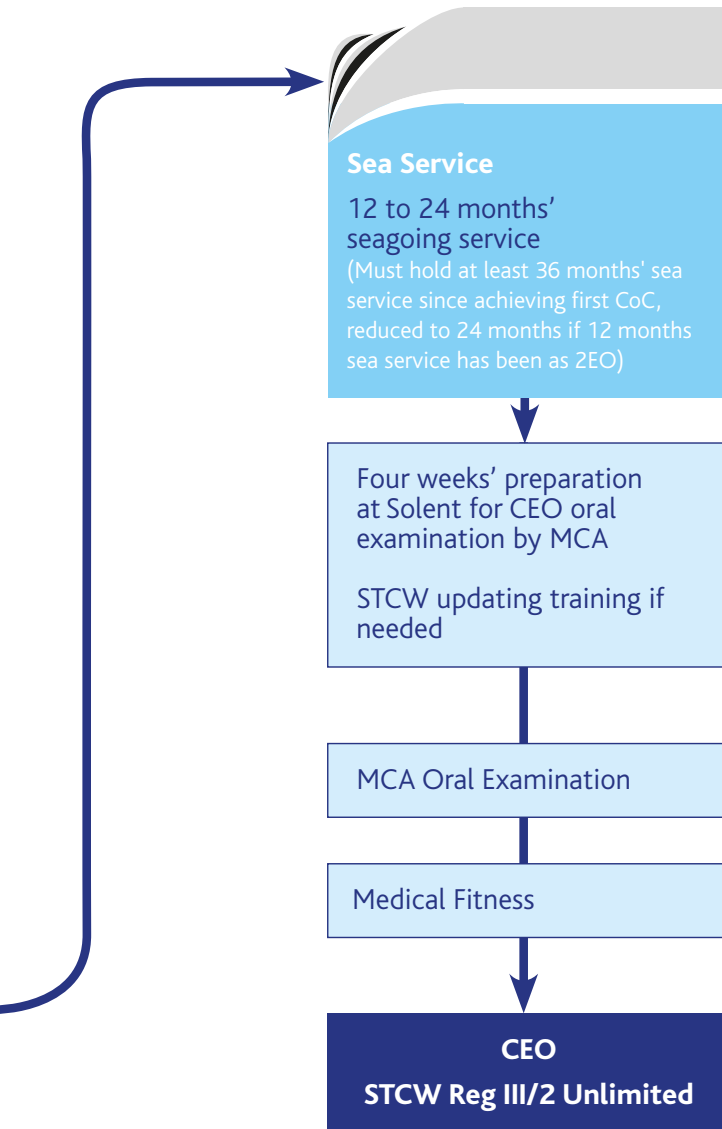 Sea Service
12 to 24 months’
seagoing service
(Must hold at least 36 months' sea
service since achieving first CoC,
reduced to 24 months if 12 months
sea service has been as 2EO)
Four weeks’ preparation
at Solent for CEO oral
examination by MCA
STCW updating training if
needed
MCA Oral Examination
Medical Fitness
CEO
STCW Reg III/2 Unlimited